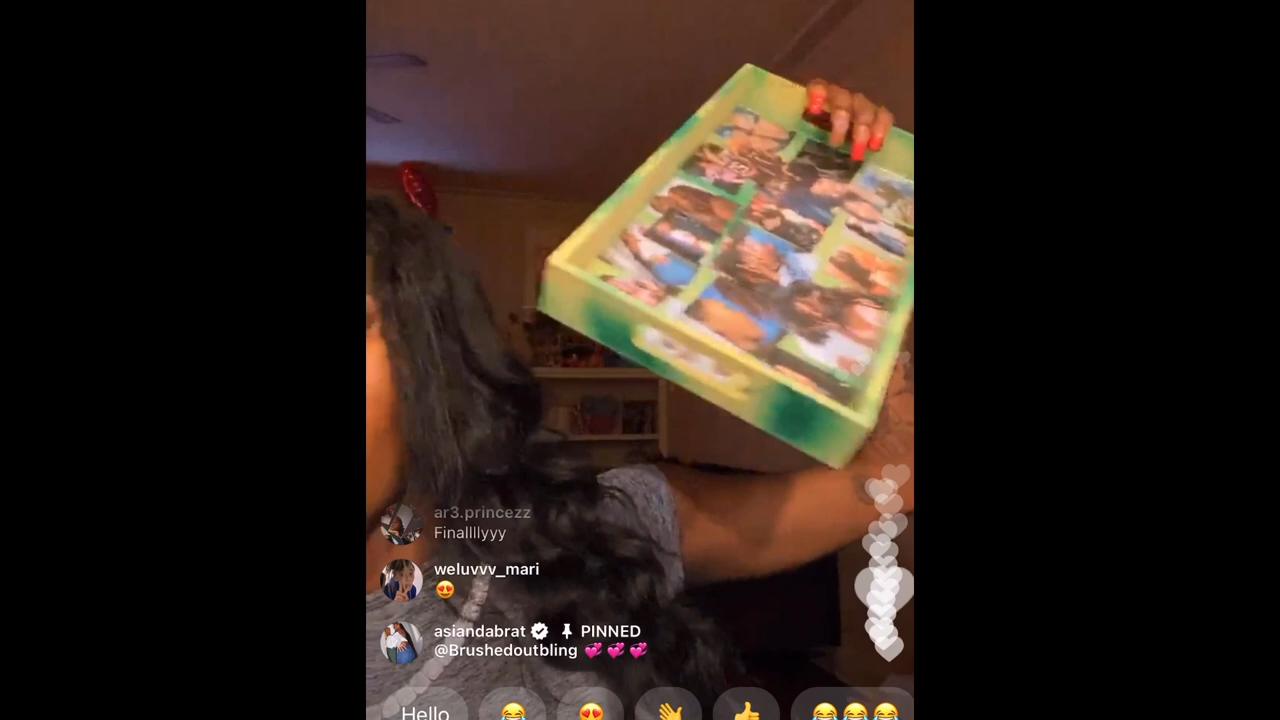 ar3.princezz
Finallllyyy
weluvvv_mari
😍
asiandabrat PINNED
@Brushedoutbling 💞 💞 💞
Hello 😂 😍 👋 👍 😂😂😂